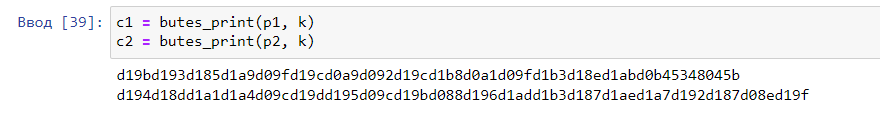 Ввод [39]: c1 = butes_print(p1, k)
c2 = butes_print(p2, k)
d19bd193d185d1a9d09fd19cd0a9d092d19cd1b8d0a1d09fd1b3d18ed1abd0b45348045b
d194d18dd1a1d1a4d09cd19dd195d09cd19bd088d196d1add1b3d187d1aed1a7d192d187d08ed19f